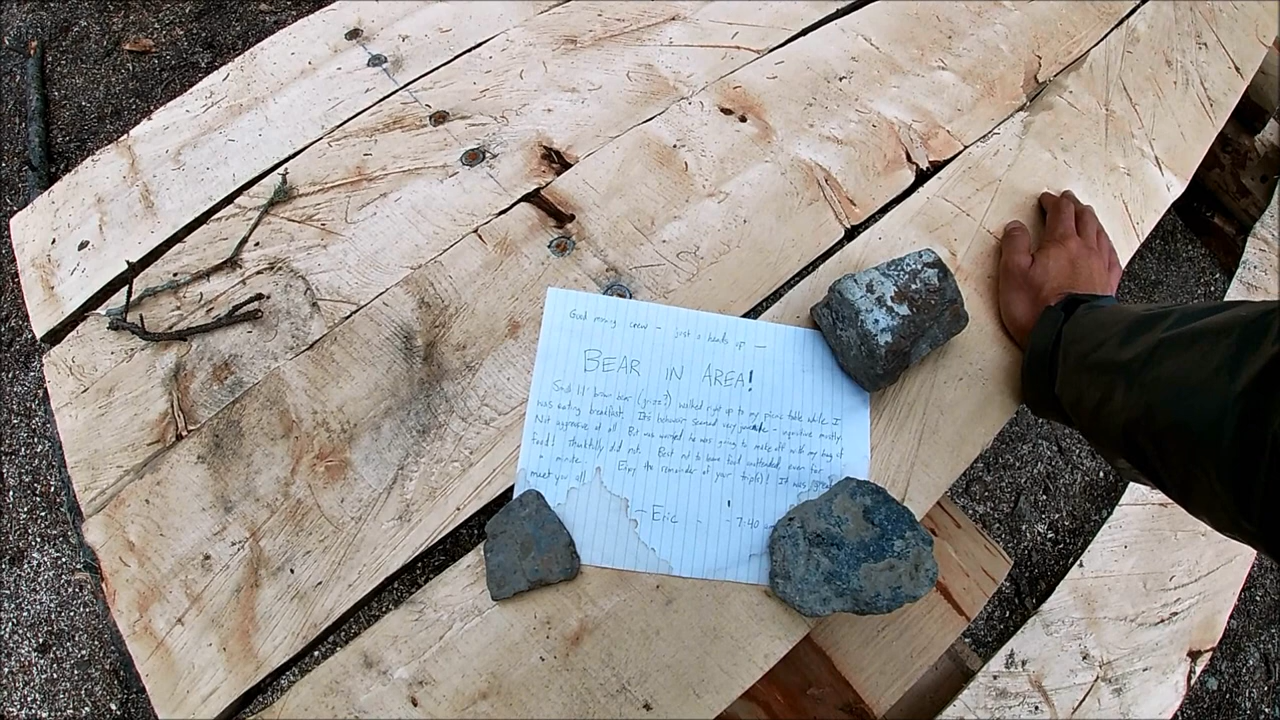 Good morning crew - just a heads up —
BEAR IN AREA!
brown bear (grizz?) walked right up to my picnic table while I
was eating breakfast. Its behavior seemed very - inquisitive mostly.
Not aggressive at all. But was worried he was going to make off with my bag of
food! Thankfully did not. Best not to leave food unattended, even for
a minute. Enjoy the remainder of your trip(s)! It was great
meet you all
- Eric - - 7:40